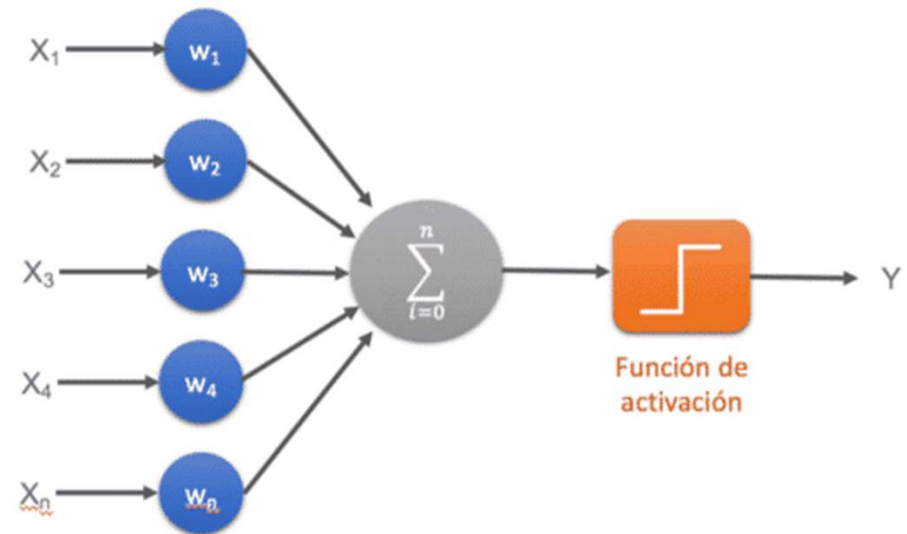 X₁ w₁
X₂ w₂
X₃ w₃
X₄ w₄
Xₙ wₙ
n
∑
i=0
Función de
activación
Y